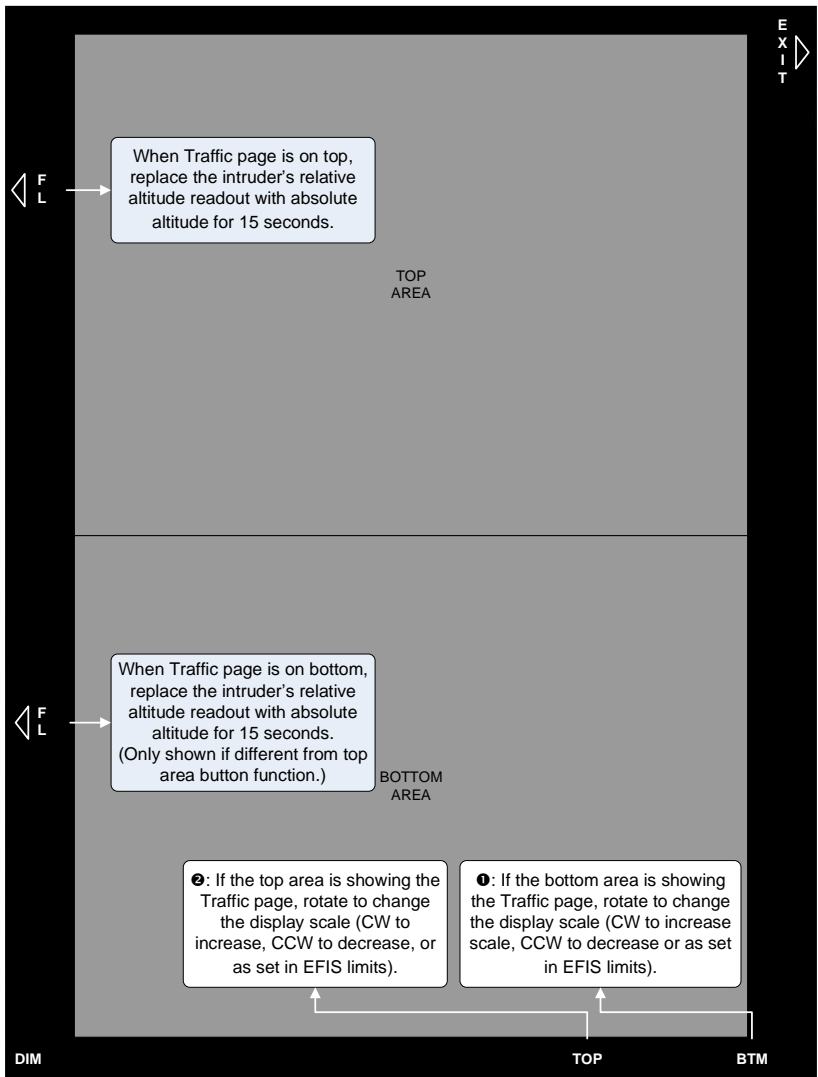 E
X
I
T
When Traffic page is on top,
replace the intruder's relative
altitude readout with absolute
altitude for 15 seconds.
F
L
TOP
AREA
When Traffic page is on bottom,
replace the intruder's relative
altitude readout with absolute
altitude for 15 seconds.
(Only shown if different from top
area button function.)
F
L
BOTTOM
AREA
❷: If the top area is showing the
Traffic page, rotate to change
the display scale (CW to
increase, CCW to decrease, or
as set in EFIS limits).
❶: If the bottom area is showing
the Traffic page, rotate to change
the display scale (CW to increase
scale, CCW to decrease or as set
in EFIS limits).
DIM
TOP
BTM